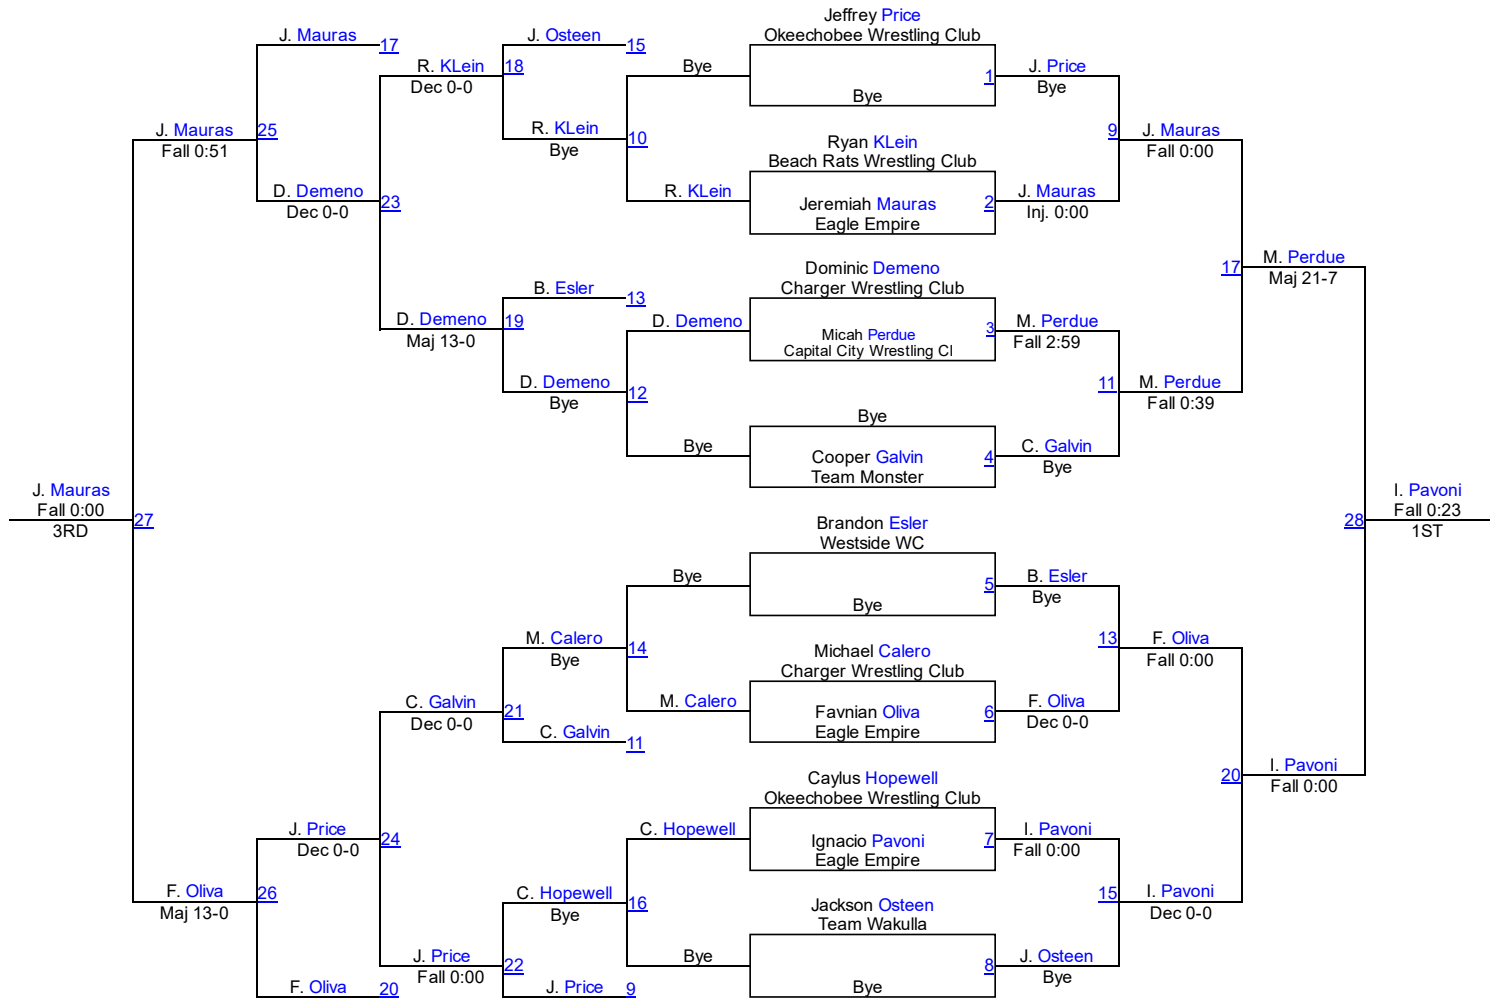 Jeffrey Price
Okeechobee Wrestling Club
J. Mauras
17
J. Osteen
15
R. KLein
18
Dec 0-0
Bye
1
J. Price
Bye
Bye
J. Mauras
25
Fall 0:51
R. KLein
10
Bye
Ryan KLein
Beach Rats Wrestling Club
9
J. Mauras
Fall 0:00
D. Demeno
23
Dec 0-0
R. KLein
Jeremiah Mauras
2
Eagle Empire
J. Mauras
Inj. 0:00
Dominic Demeno
Charger Wrestling Club
17
M. Perdue
Maj 21-7
B. Esler
13
D. Demeno
19
Maj 13-0
D. Demeno
Micah Perdue
3
Capital City Wrestling Cl
M. Perdue
Fall 2:59
D. Demeno
12
Bye
11
M. Perdue
Fall 0:39
Bye
Bye
Cooper Galvin
4
Team Monster
C. Galvin
Bye
J. Mauras
Fall 0:00
27
3RD
I. Pavoni
Fall 0:23
28
1ST
Brandon Esler
Westside WC
Bye
5
B. Esler
Bye
Bye
M. Calero
14
Bye
Michael Calero
Charger Wrestling Club
13
F. Oliva
Fall 0:00
C. Galvin
21
Dec 0-0
M. Calero
Favnian Oliva
6
Eagle Empire
F. Oliva
Dec 0-0
C. Galvin
11
Caylus Hopewell
Okeechobee Wrestling Club
20
I. Pavoni
Fall 0:00
J. Price
24
Dec 0-0
C. Hopewell
Ignacio Pavoni
7
Eagle Empire
I. Pavoni
Fall 0:00
F. Oliva
26
Maj 13-0
C. Hopewell
16
Bye
Jackson Osteen
Team Wakulla
15
I. Pavoni
Dec 0-0
J. Price
22
Fall 0:00
Bye
8
J. Osteen
Bye
Bye
F. Oliva
20
J. Price
9